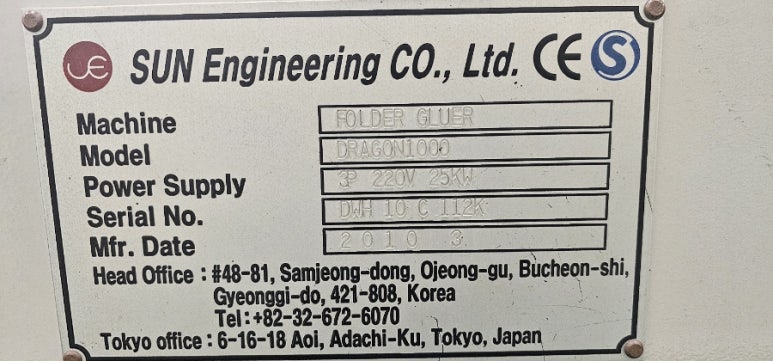 SUN Engineering CO., Ltd. CE S
Machine FOLDER GLUER
Model DRAGON1000
Power Supply 3P 220V 25KW
Serial No. DWH 10 C 112K
Mfr. Date 2010 3.
Head Office : #48-81, Samjeong-dong, Ojeong-gu, Bucheon-shi,
Gyeonggi-do, 421-808, Korea
Tel:+82-32-672-6070
Tokyo office : 6-16-18 Aoi, Adachi-Ku, Tokyo, Japan